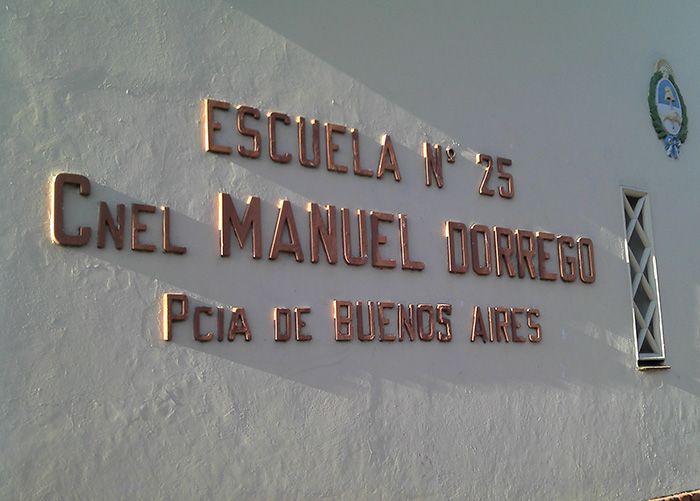 ESCUELA Nº 25
CNEL MANUEL DORREGO
PCIA DE BUENOS AIRES